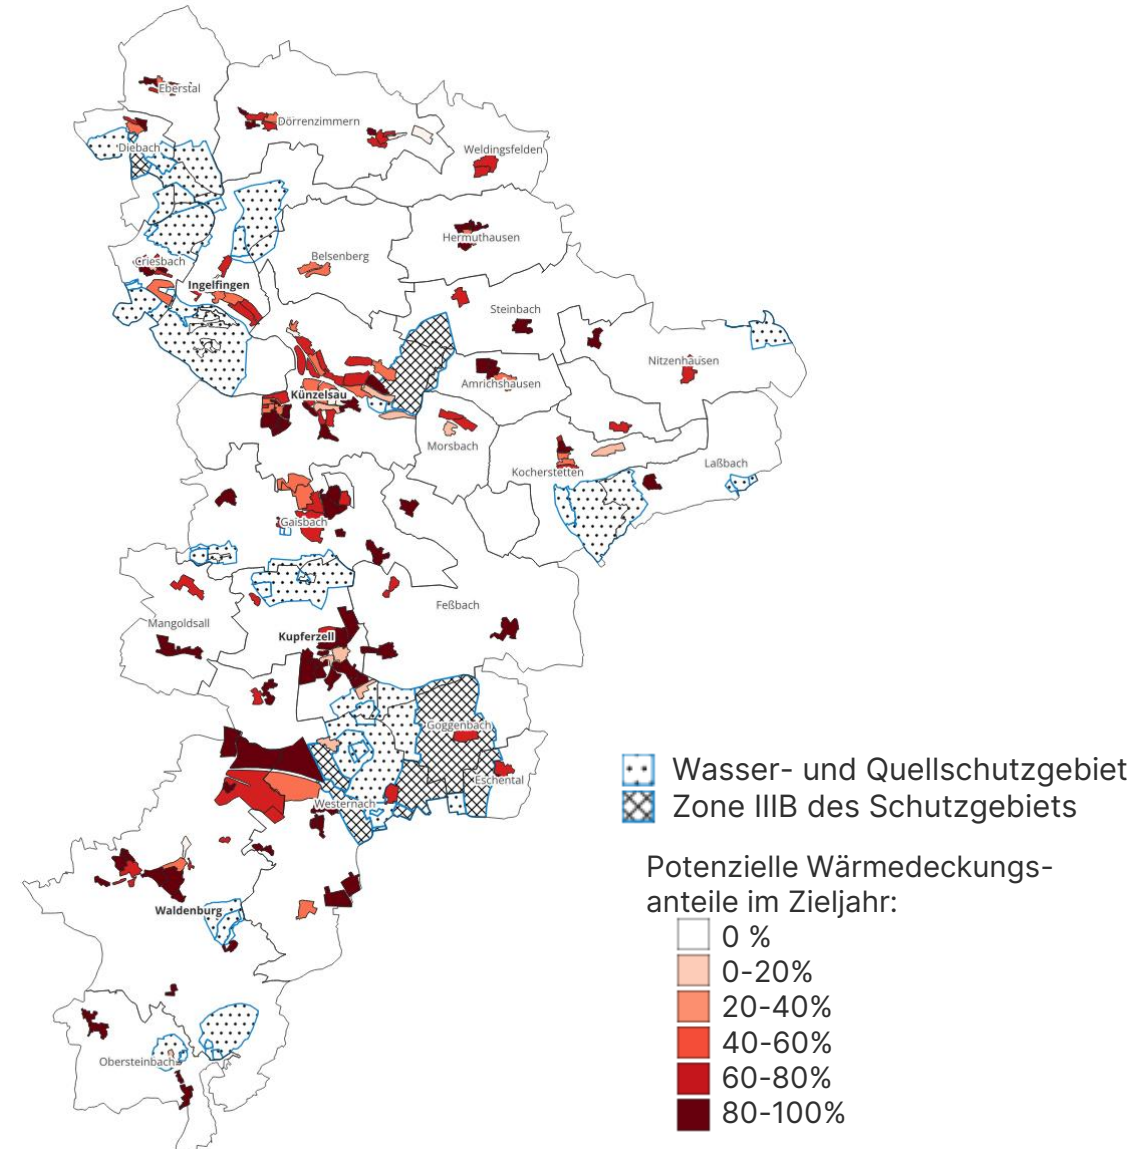 Eberstal
Dörrenzimmern
Diebach
Weldingsfelden
Hermuthausen
Belsenberg
Criesbach
Ingelfingen
Steinbach
Nitzenhausen
Amrichshausen
Künzelsau
Morsbach
Kocherstetten
Laßbach
Gaisbach
Feßbach
Mangoldsall
Kupferzell
Goggenbach
Eschental
Westernach
Waldenburg
Obersteinbach
Wasser- und Quellschutzgebiet
Zone IIIB des Schutzgebiets
Potenzielle Wärmedeckungs-
anteile im Zieljahr:
0 %
0-20%
20-40%
40-60%
60-80%
80-100%